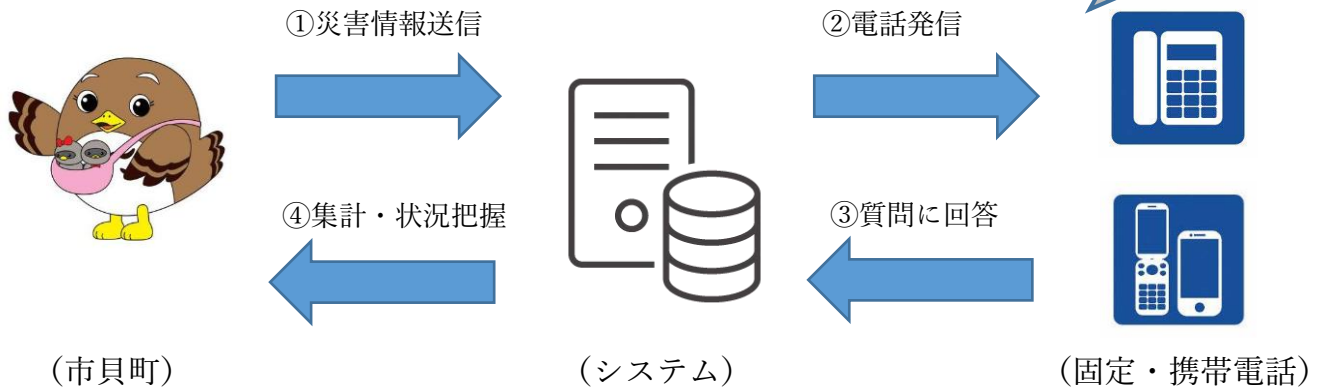 ①災害情報送信
②電話発信
④集計・状況把握
③質問に回答
（市貝町）
（システム）
（固定・携帯電話）